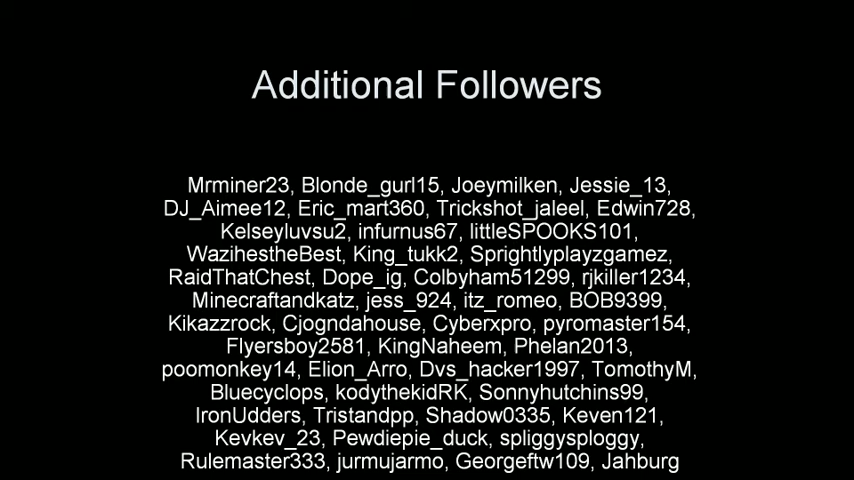 Additional Followers
Mrminer23, Blonde_gurl15, Joeymilken, Jessie_13,
DJ_Aimee12, Eric_mart360, Trickshot_jaleel, Edwin728,
Kelseyluvsu2, infurnus67, littleSPOOKS101,
WazihestheBest, King_tukk2, Sprightlyplayzgamez,
RaidThatChest, Dope_ig, Colbyham51299, rjkiller1234,
Minecraftandkatz, jess_924, itz_romeo, BOB9399,
Kikazzrock, Cjogndahouse, Cyberxpro, pyromaster154,
Flyersboy2581, KingNaheem, Phelan2013,
poomonkey14, Elion_Arro, Dvs_hacker1997, TomothyM,
Bluecyclops, kodythekidRK, Sonnyhutchins99,
IronUdders, Tristandpp, Shadow0335, Keven121,
Kevkev_23, Pewdiepie_duck, spliggysploggy,
Rulemaster333, jurmujarmo, Georgeftw109, Jahburg